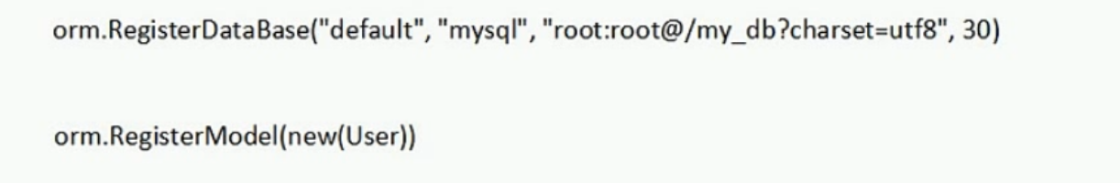 orm.RegisterDataBase("default", "mysql", "root:root@/my_db?charset=utf8", 30)
orm.RegisterModel(new(User))